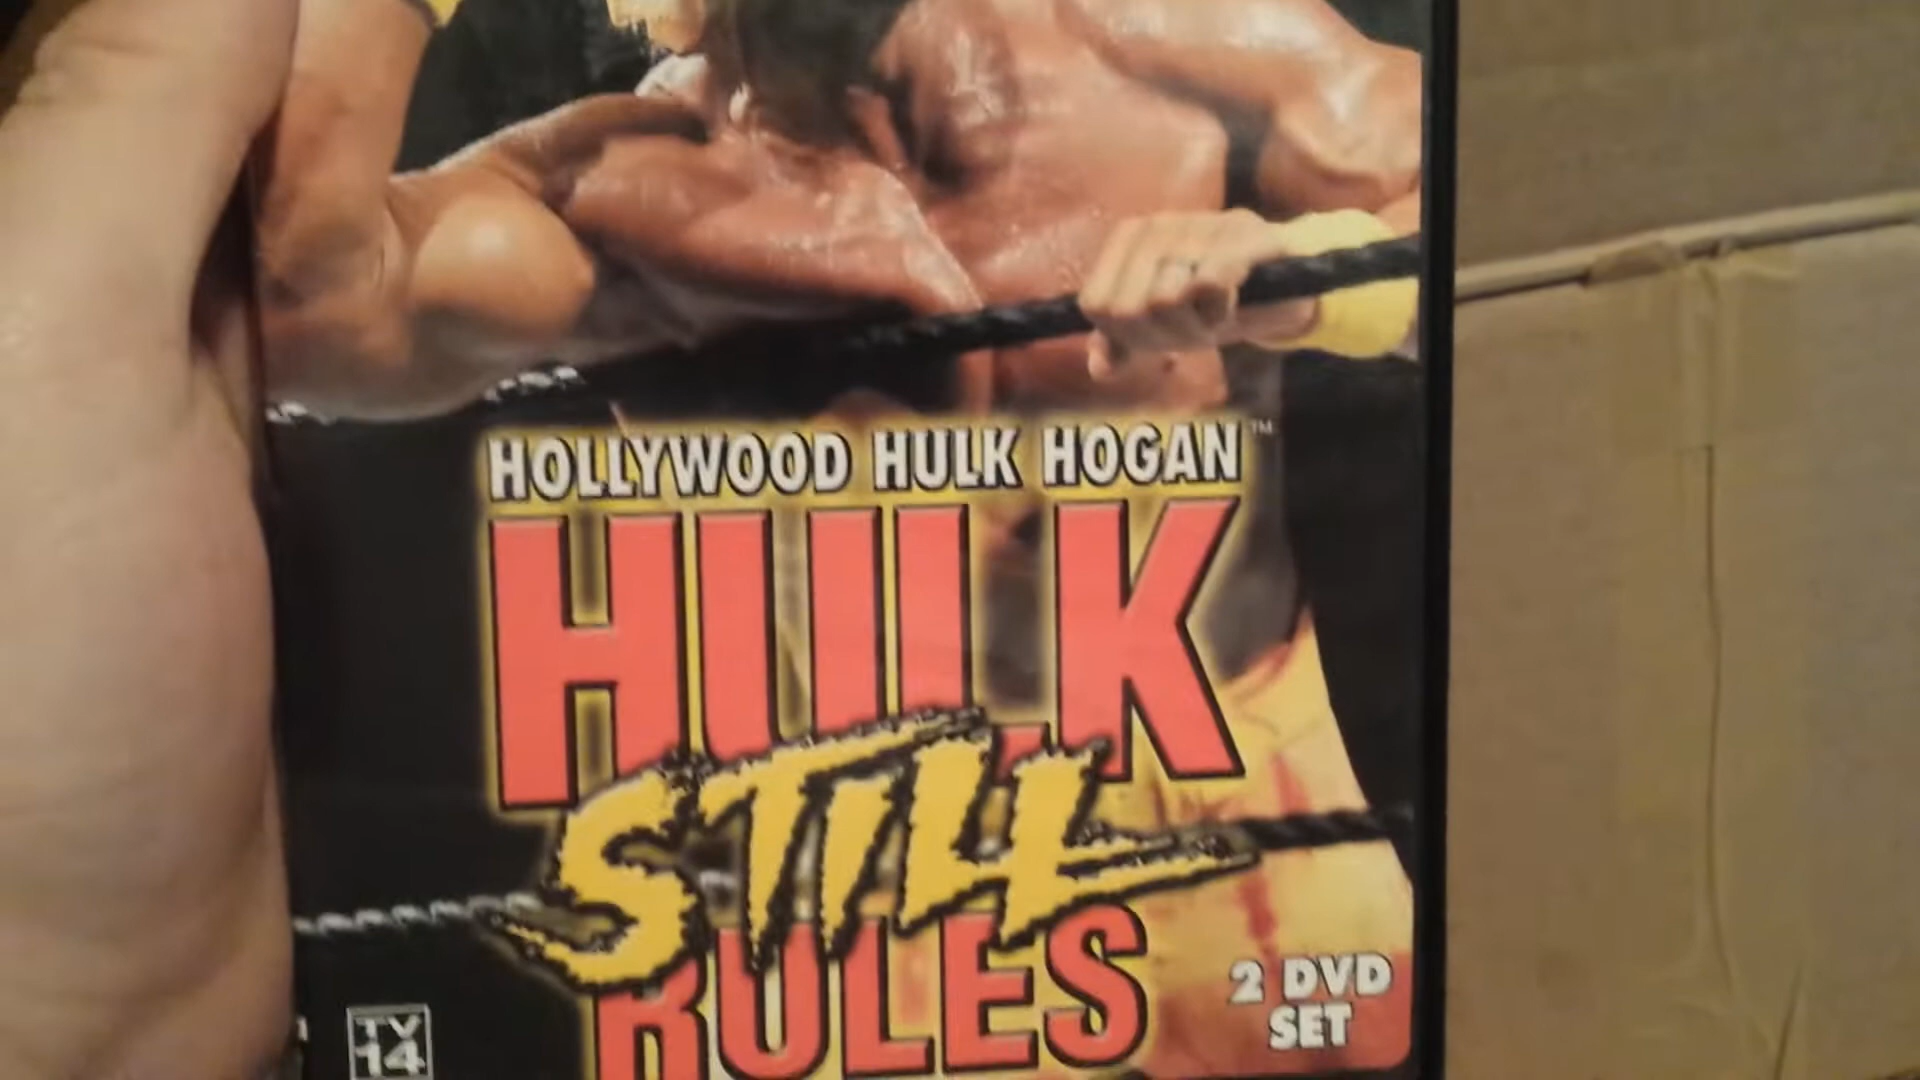 HOLLYWOOD HULK HOGAN™
HULK
STILL
RULES
2 DVD
SET
TV
14